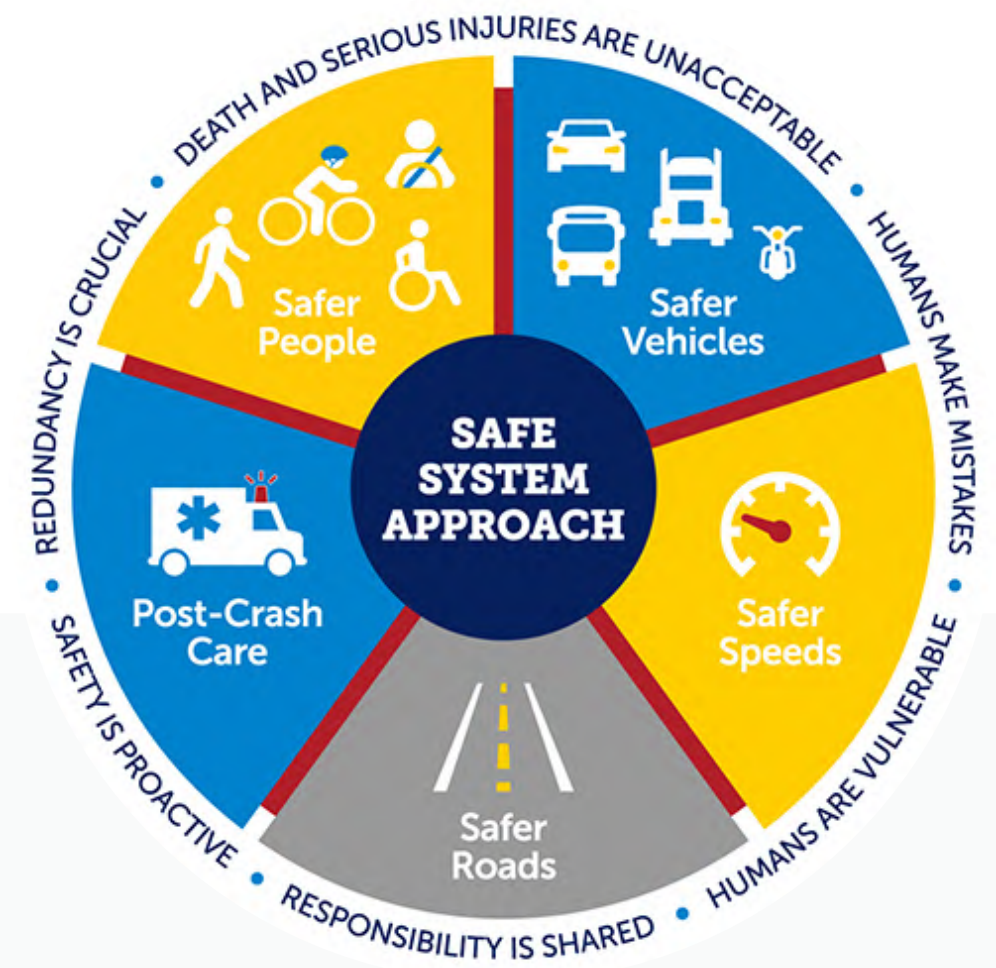 DEATH AND SERIOUS INJURIES ARE UNACCEPTABLE
HUMANS MAKE MISTAKES
HUMANS ARE VULNERABLE
RESPONSIBILITY IS SHARED
SAFETY IS PROACTIVE
REDUNDANCY IS CRUCIAL
Safer
People
Safer
Vehicles
SAFE
SYSTEM
APPROACH
Post-Crash
Care
Safer
Speeds
Safer
Roads